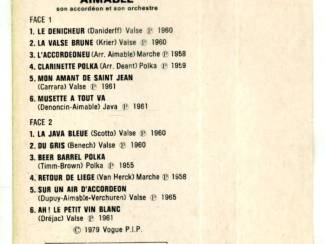 AIMABLE
son accordéon et son orchestre
FACE 1
1. LE DENICHEUR (Daniderff) Valse ℗ 1960
2. LA VALSE BRUNE (Krier) Valse ℗ 1960
3. L'ACCORDEONEU (Arr. Aimable) Marche ℗ 1958
4. CLARINETTE POLKA (Arr. Deant) Polka ℗ 1959
5. MON AMANT DE SAINT JEAN
(Carrara) Valse ℗ 1961
6. MUSETTE A TOUT VA
(Denoncin-Aimable) Java ℗ 1961
FACE 2
1. LA JAVA BLEUE (Scotto) Valse ℗ 1960
2. DU GRIS (Benech) Valse ℗ 1960
3. BEER BARREL POLKA
(Timm-Brown) Polka ℗ 1955
4. RETOUR DE LIEGE (Van Herck) Marche ℗ 1958
5. SUR UN AIR D'ACCORDEON
(Dupuy-Aimable-Verchuren) Valse ℗ 1965
6. AH! LE PETIT VIN BLANC
(Dréjac) Valse ℗ 1961
© 1979 Vogue P.I.P.